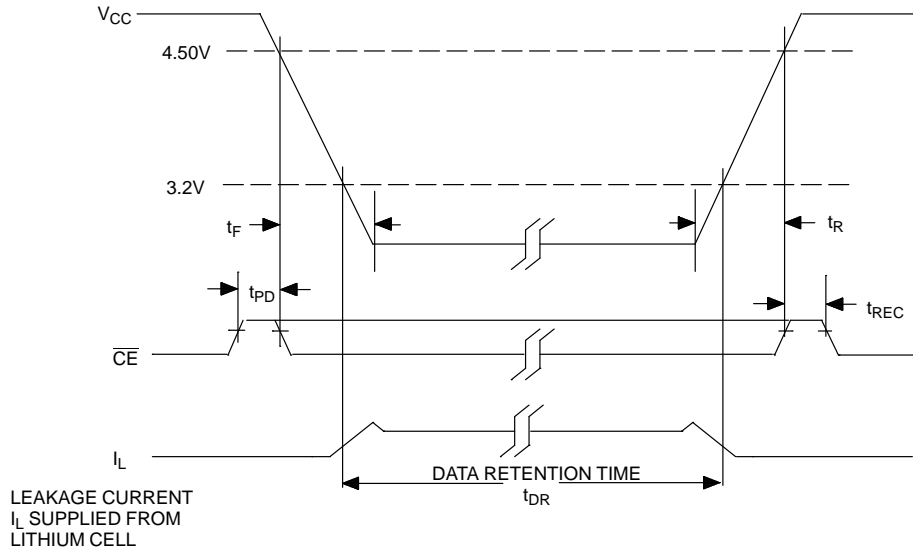 VCC
4.50V
3.2V
tF
tR
tPD
tREC
CE
IL
DATA RETENTION TIME
tDR
LEAKAGE CURRENT
IL SUPPLIED FROM
LITHIUM CELL